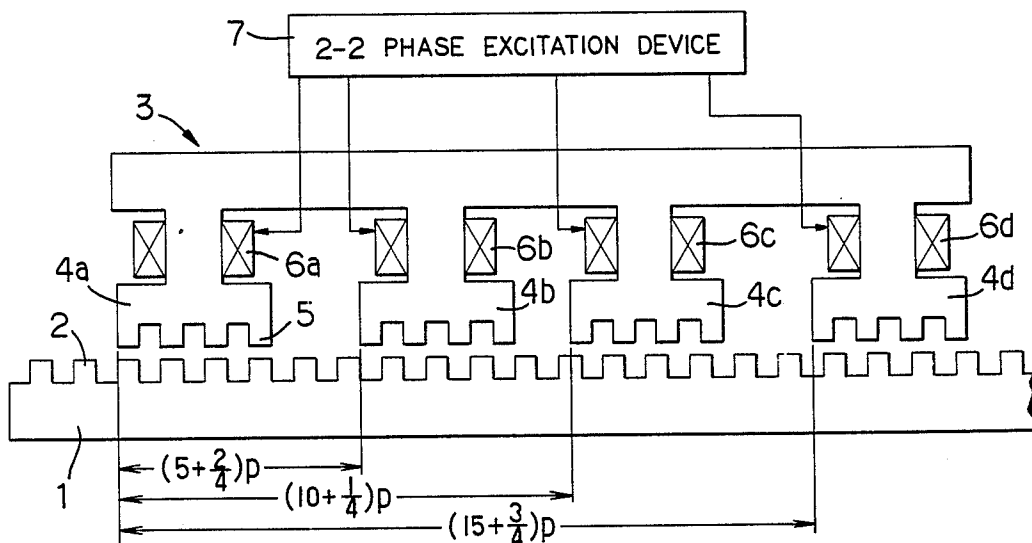 7
2-2 PHASE EXCITATION DEVICE
3
6a
6b
6c
6d
4a
5
4b
4c
4d
2
1
(5+2/4)p
(10+1/4)p
(15+3/4)p